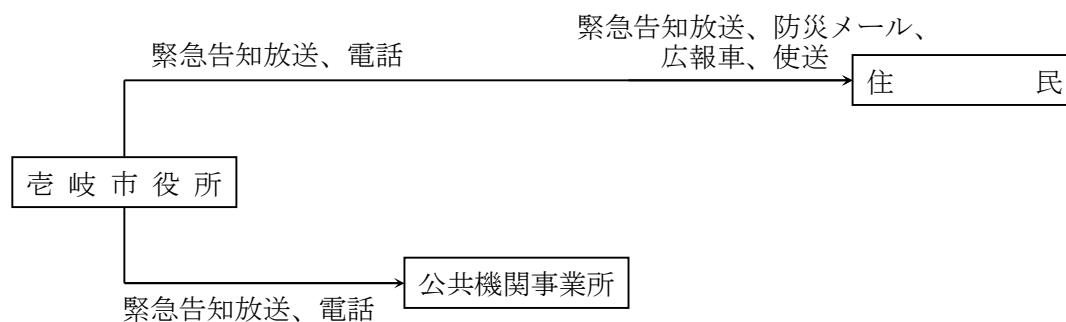 緊急告知放送、防災メール、
広報車、使送
緊急告知放送、電話
住　　　　民
壱 岐 市 役 所
公共機関事業所
緊急告知放送、電話